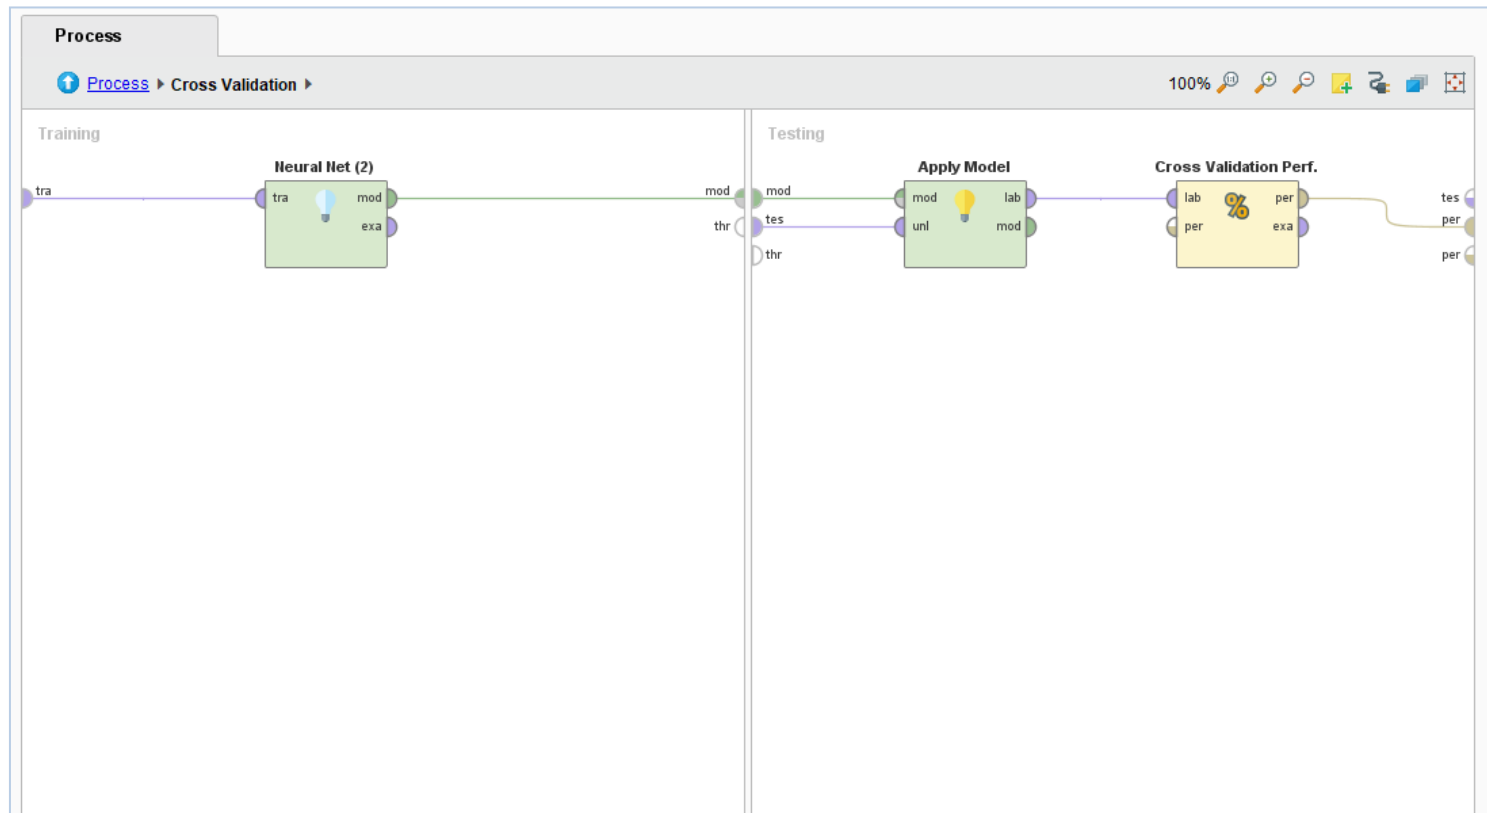 Process
Process Cross Validation
100%
Training
Neural Net (2)
tra
tra mod
exa
mod
thr
Testing
Apply Model
Cross Validation Perf.
mod
tes
thr
mod lab
unl mod
lab per
per exa
tes
per
per